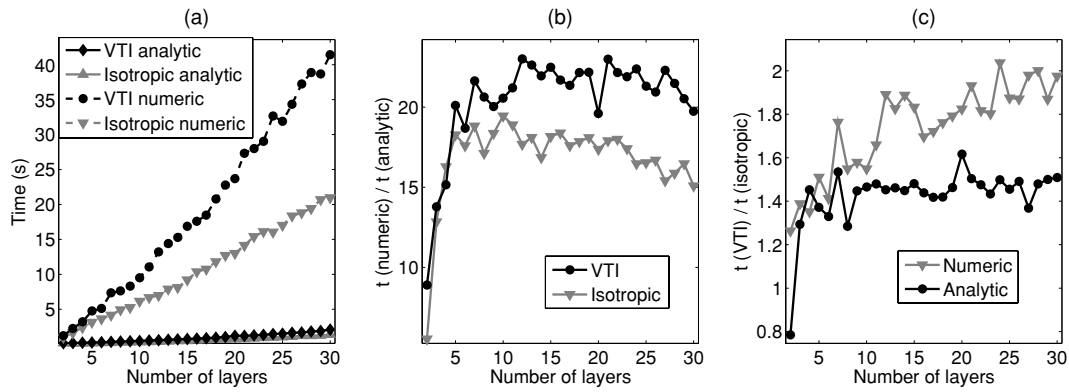 (a)
VTI analytic
Isotropic analytic
VTI numeric
Isotropic numeric
Time (s)
40
35
30
25
20
15
10
5
5 10 15 20 25 30
Number of layers
(b)
t (numeric) / t (analytic)
20
15
10
VTI
Isotropic
5 10 15 20 25 30
Number of layers
(c)
t (VTI) / t (isotropic)
2
1.8
1.6
1.4
1.2
1
0.8
Numeric
Analytic
5 10 15 20 25 30
Number of layers